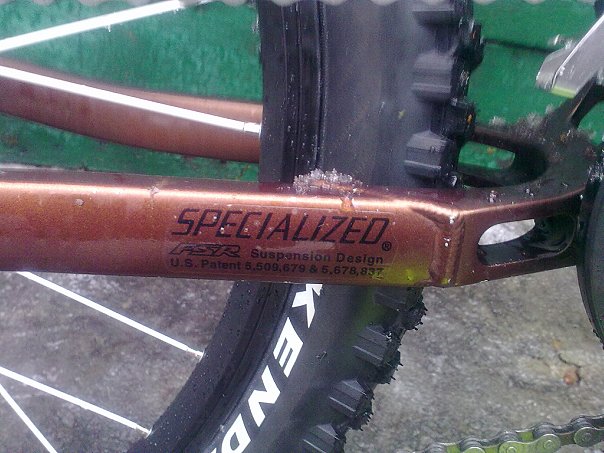 SPECIALIZED®
FSR Suspension Design
U.S. Patent 5,509,679 & 5,678,837
KENDA